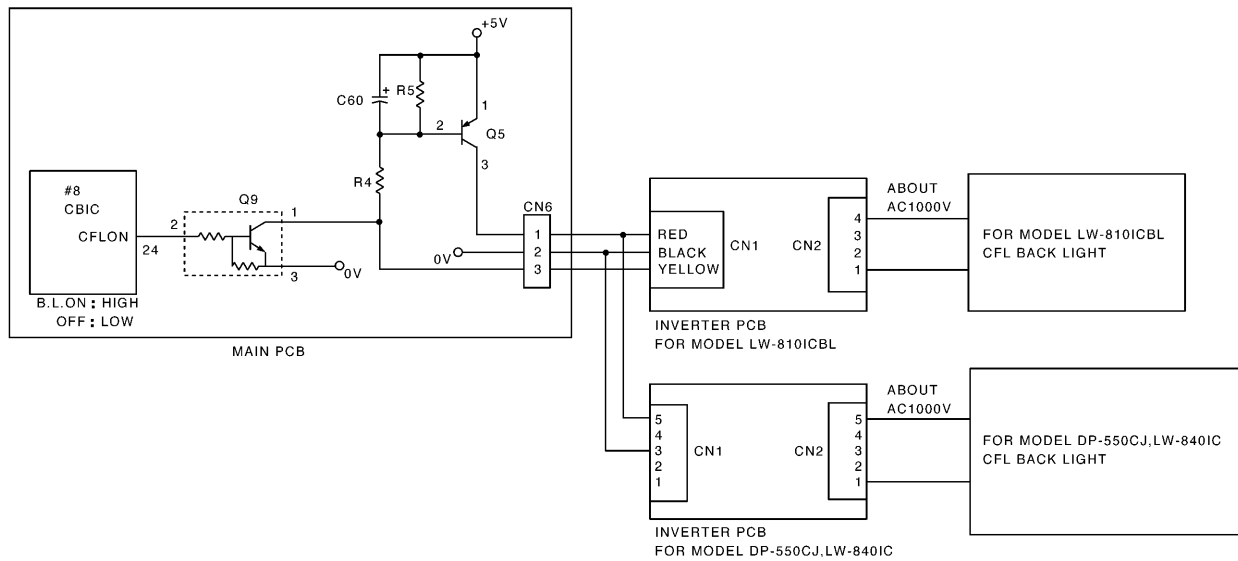 +5V
C60
+
R5
1
2
Q5
3
R4
#8
CBIC
CFLON
24
Q9
2
1
3
0V
B.L.ON : HIGH
OFF : LOW
MAIN PCB
CN6
1
2
3
0V
RED
BLACK
YELLOW
CN1
CN2
4
3
2
1
ABOUT
AC1000V
FOR MODEL LW-810ICBL
CFL BACK LIGHT
INVERTER PCB
FOR MODEL LW-810ICBL
5
4
3
2
1
CN1
CN2
5
4
3
2
1
ABOUT
AC1000V
FOR MODEL DP-550CJ,LW-840IC
CFL BACK LIGHT
INVERTER PCB
FOR MODEL DP-550CJ,LW-840IC